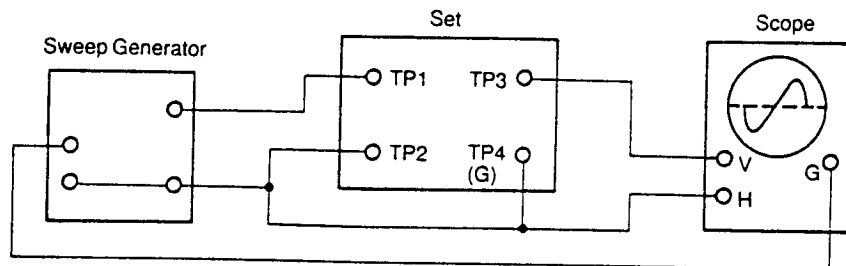 Set
Scope
Sweep Generator
TP1
TP3
TP2
TP4
(G)
V
G
H